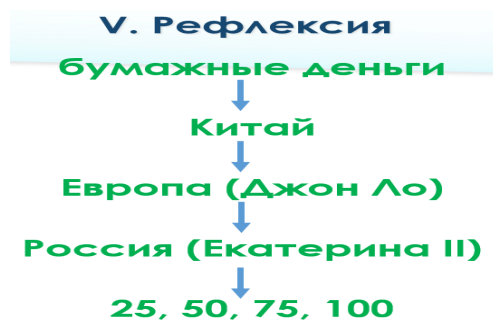 V. Рефлексия
бумажные деньги
Китай
Европа (Джон Ло)
Россия (Екатерина II)
25, 50, 75, 100